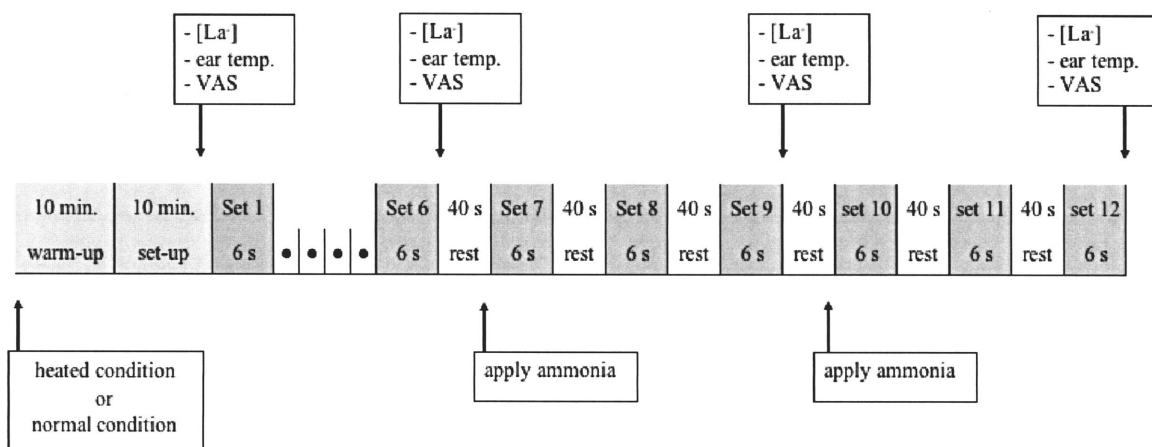 - [La-]
- ear temp.
- VAS
- [La-]
- ear temp.
- VAS
- [La-]
- ear temp.
- VAS
- [La-]
- ear temp.
- VAS
10 min. 10 min. Set 1 Set 6 40 s Set 7 40 s Set 8 40 s Set 9 40 s set 10 40 s set 11 40 s set 12
warm-up set-up 6 s 6 s rest 6 s rest 6 s rest 6 s rest 6 s rest 6 s rest 6 s
heated condition
or
normal condition
apply ammonia
apply ammonia